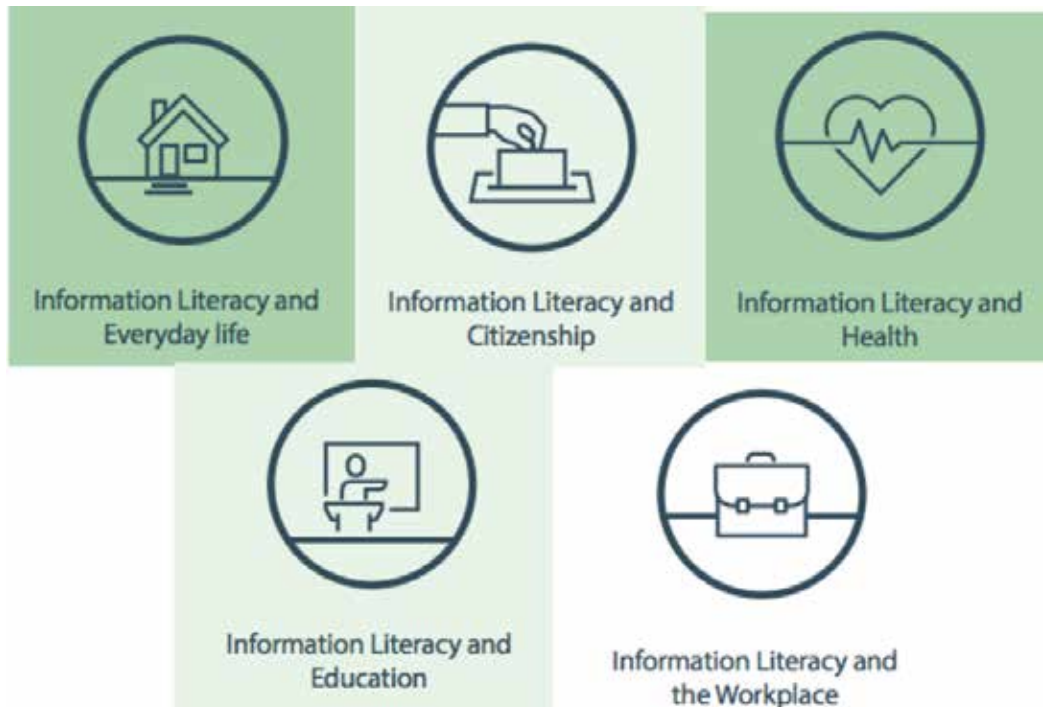 Information Literacy and
Everyday life
Information Literacy and
Citizenship
Information Literacy and
Health
Information Literacy and
Education
Information Literacy and
the Workplace